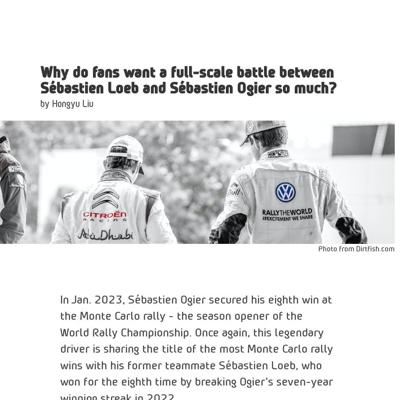 Why do fans want a full-scale battle between
Sébastien Loeb and Sébastien Ogier so much?
by Hongyu Liu
CITROËN
RACING
Abu Dhabi
RALLYTHEWORLD
#EXCITEMENT WE SHARE
Photo from Dirtfish.com
In Jan. 2023, Sébastien Ogier secured his eighth win at
the Monte Carlo rally - the season opener of the
World Rally Championship. Once again, this legendary
driver is sharing the title of the most Monte Carlo rally
wins with his former teammate Sébastien Loeb, who
won for the eighth time by breaking Ogier's seven-year
winning streak in 2022.